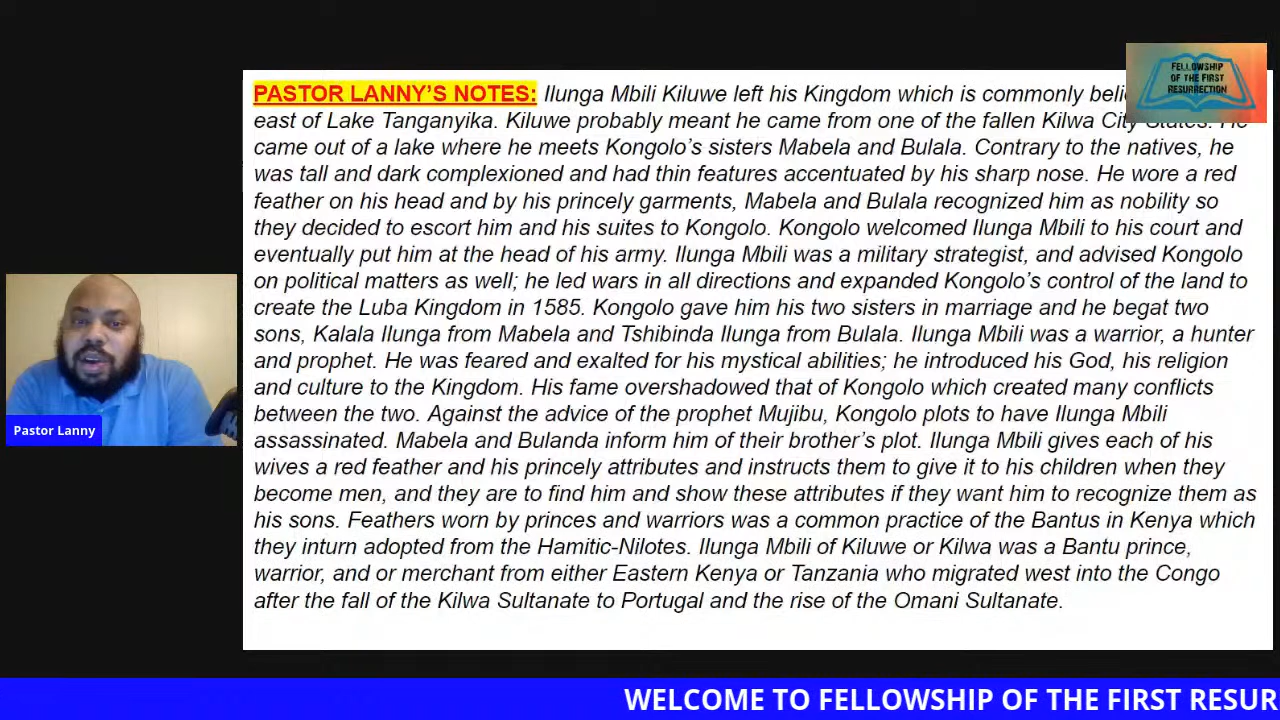 PASTOR LANNY'S NOTES: Ilunga Mbili Kiluwe left his Kingdom which is commonly
east of Lake Tanganyika. Kiluwe probably meant he came from one of the fallen Kilwa City States. He
came out of a lake where he meets Kongolo's sisters Mabela and Bulala. Contrary to the natives, he
was tall and dark complexioned and had thin features accentuated by his sharp nose. He wore a red
feather on his head and by his princely garments, Mabela and Bulala recognized him as nobility so
they decided to escort him and his suites to Kongolo. Kongolo welcomed Ilunga Mbili to his court and
eventually put him at the head of his army. Ilunga Mbili was a military strategist, and advised Kongolo
on political matters as well; he led wars in all directions and expanded Kongolo's control of the land to
create the Luba Kingdom in 1585. Kongolo gave him his two sisters in marriage and he begat two
sons, Kalala Ilunga from Mabela and Tshibinda Ilunga from Bulala. Ilunga Mbili was a warrior, a hunter
and prophet. He was feared and exalted for his mystical abilities; he introduced his God, his religion
and culture to the Kingdom. His fame overshadowed that of Kongolo which created many conflicts
between the two. Against the advice of the prophet Mujibu, Kongolo plots to have Ilunga Mbili
assassinated. Mabela and Bulanda inform him of their brother's plot. Ilunga Mbili gives each of his
wives a red feather and his princely attributes and instructs them to give it to his children when they
become men, and they are to find him and show these attributes if they want him to recognize them as
his sons. Feathers worn by princes and warriors was a common practice of the Bantus in Kenya which
they inturn adopted from the Hamitic-Nilotes. Ilunga Mbili of Kiluwe or Kilwa was a Bantu prince,
warrior, and or merchant from either Eastern Kenya or Tanzania who migrated west into the Congo
after the fall of the Kilwa Sultanate to Portugal and the rise of the Omani Sultanate.
FELLOWSHIP
OF THE FIRST
RESURRECTION
Pastor Lanny
WELCOME TO FELLOWSHIP OF THE FIRST RESUR